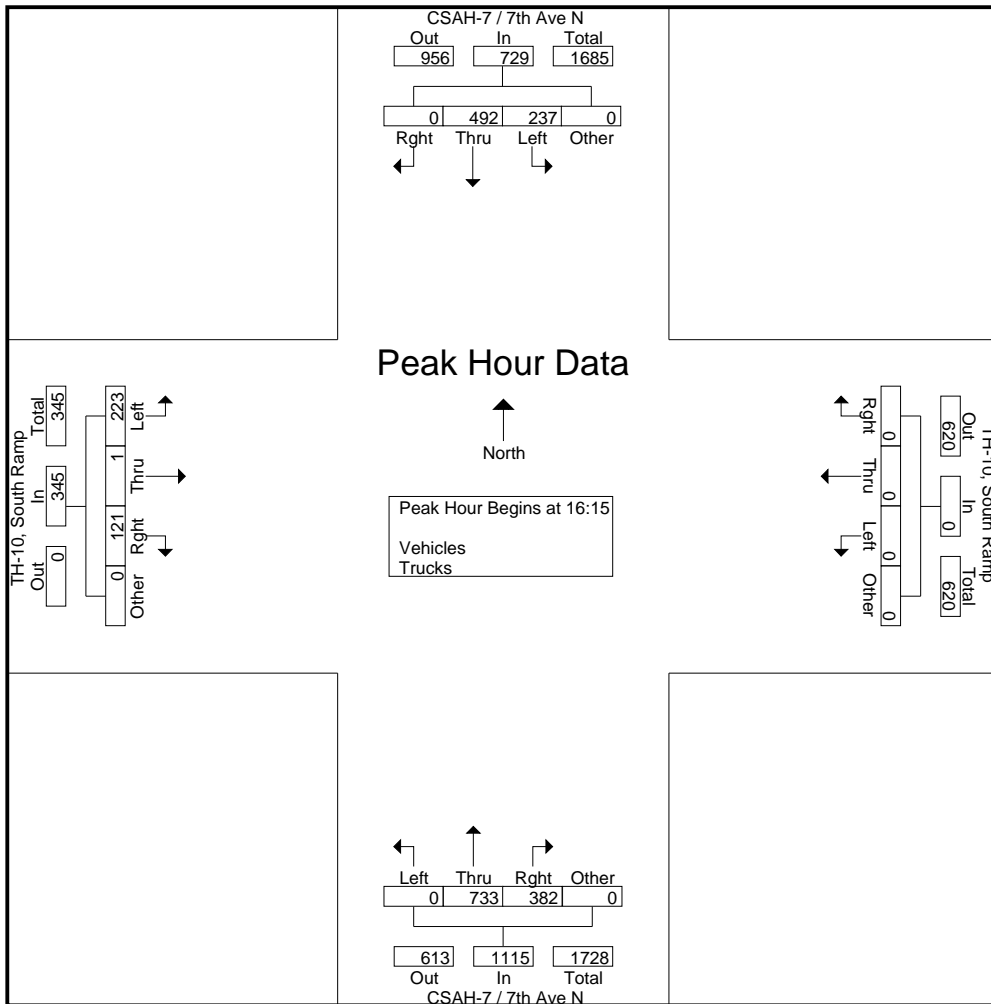 CSAH-7 / 7th Ave N
Out In Total
956 729 1685
0 492 237 0
Rght Thru Left Other
Peak Hour Data
North
Peak Hour Begins at 16:15
Vehicles
Trucks
TH-10, South Ramp
Out In Total
0 345 345
Left Thru Rght Other
223 1 121 0
TH-10, South Ramp
Out In Total
620 0 620
Rght Thru Left Other
0 0 0 0
Left Thru Rght Other
0 733 382 0
613 1115 1728
Out In Total
CSAH-7 / 7th Ave N